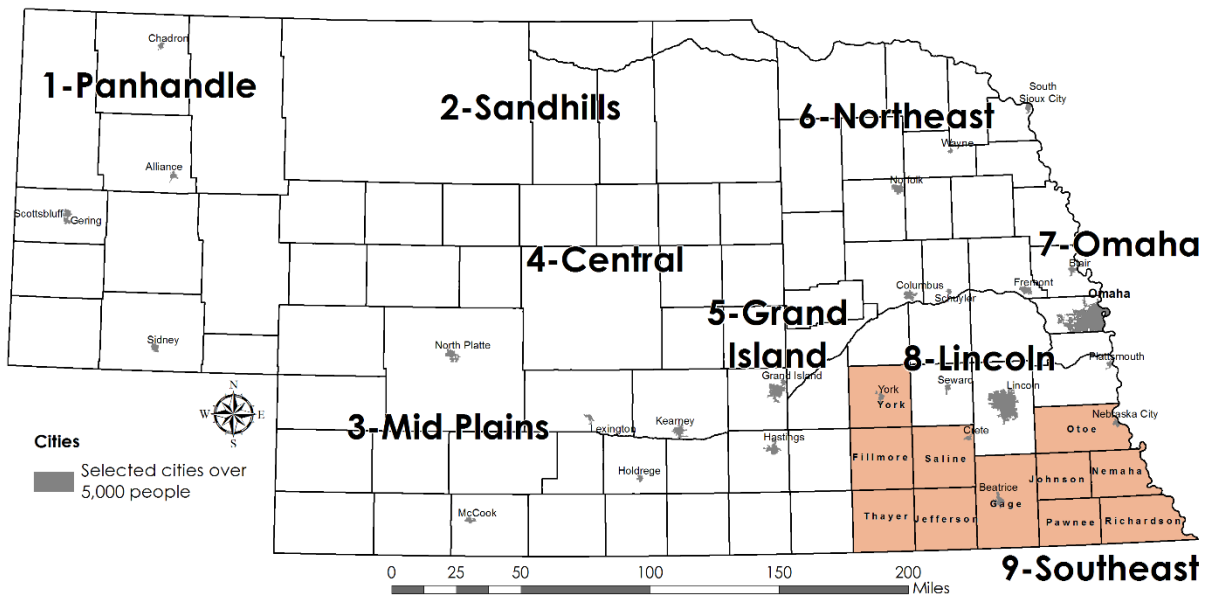 Chadron
1-Panhandle
2-Sandhills
6-Northeast
South
Sioux City
Wayne
Alliance
Norfolk
Scottsbluff
Gering
7-Omaha
Blair
4-Central
Columbus
Schuyler
Fremont
Omaha
5-Grand
Island
Sidney
North Platte
8-Lincoln
Plattsmouth
Grand Island
York
York
Seward
Lincoln
N
W
E
S
3-Mid Plains
Lexington
Kearney
Hastings
Crete
Nebraska City
Otoe
Cities
Selected cities over
5,000 people
Holdrege
Fillmore
Saline
Beatrice
Gage
Johnson
Nemaha
McCook
Thayer
Jefferson
Pawnee
Richardson
9-Southeast
0 25 50 100 150 200
Miles